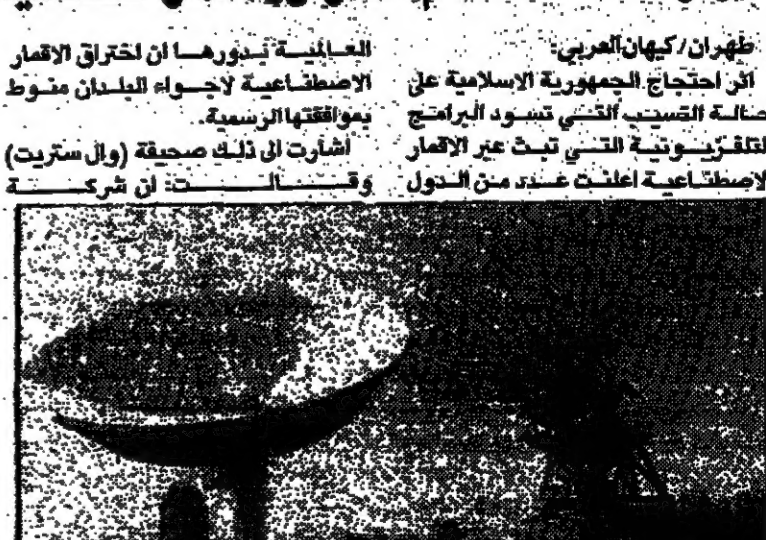 طهران/كيهان العربي:
اثر احتجاج الجمهورية الاسلامية على
حالة التسيب التي تسود البرامج
التلفزيونية التي تبث عبر الاقمار
الاصطناعية اعلنت عدد من الدول
العالمية بدورها ان اختراق الاقمار
الاصطناعية لاجواء البلدان منوط
بموافقتها الرسمية.
اشارت الى ذلك صحيفة (وال ستريت)
وقالت: ان شركة